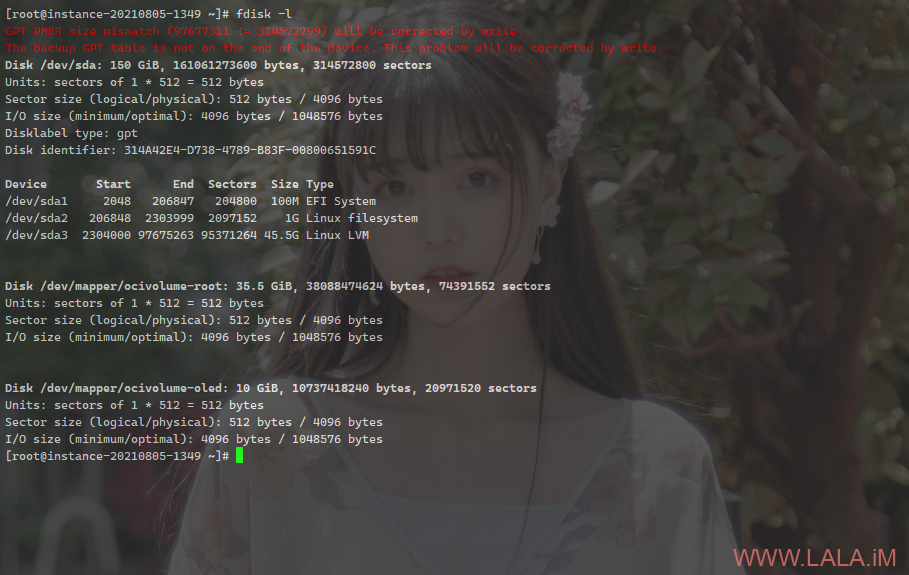 [root@instance-20210805-1349 ~]# fdisk -l
GPT PMBR size mismatch (97677311 != 314572799) will be corrected by write.
The backup GPT table is not on the end of the device. This problem will be corrected by write.
Disk /dev/sda: 150 GiB, 161061273600 bytes, 314572800 sectors
Units: sectors of 1 * 512 = 512 bytes
Sector size (logical/physical): 512 bytes / 4096 bytes
I/O size (minimum/optimal): 4096 bytes / 1048576 bytes
Disklabel type: gpt
Disk identifier: 314A42E4-D738-4789-B83F-00800651591C
Device       Start      End  Sectors  Size Type
/dev/sda1     2048   206847   204800  100M EFI System
/dev/sda2   206848  2303999  2097152    1G Linux filesystem
/dev/sda3  2304000 97675263 95371264 45.5G Linux LVM
Disk /dev/mapper/ocivolume-root: 35.5 GiB, 38088474624 bytes, 74391552 sectors
Units: sectors of 1 * 512 = 512 bytes
Sector size (logical/physical): 512 bytes / 4096 bytes
I/O size (minimum/optimal): 4096 bytes / 1048576 bytes
Disk /dev/mapper/ocivolume-oled: 10 GiB, 10737418240 bytes, 20971520 sectors
Units: sectors of 1 * 512 = 512 bytes
Sector size (logical/physical): 512 bytes / 4096 bytes
I/O size (minimum/optimal): 4096 bytes / 1048576 bytes
[root@instance-20210805-1349 ~]#
WWW.LALA.iM